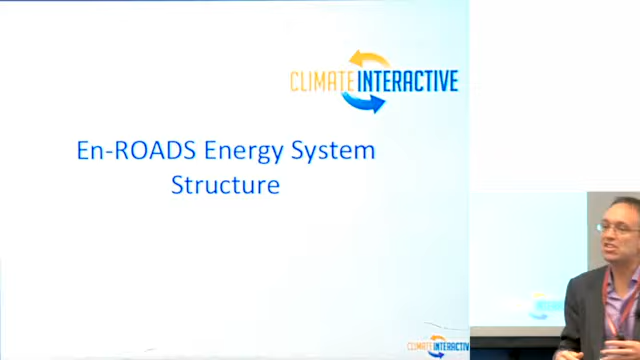 CLIMATE INTERACTIVE
En-ROADS Energy System
Structure
CLIMATE INTERACTIVE